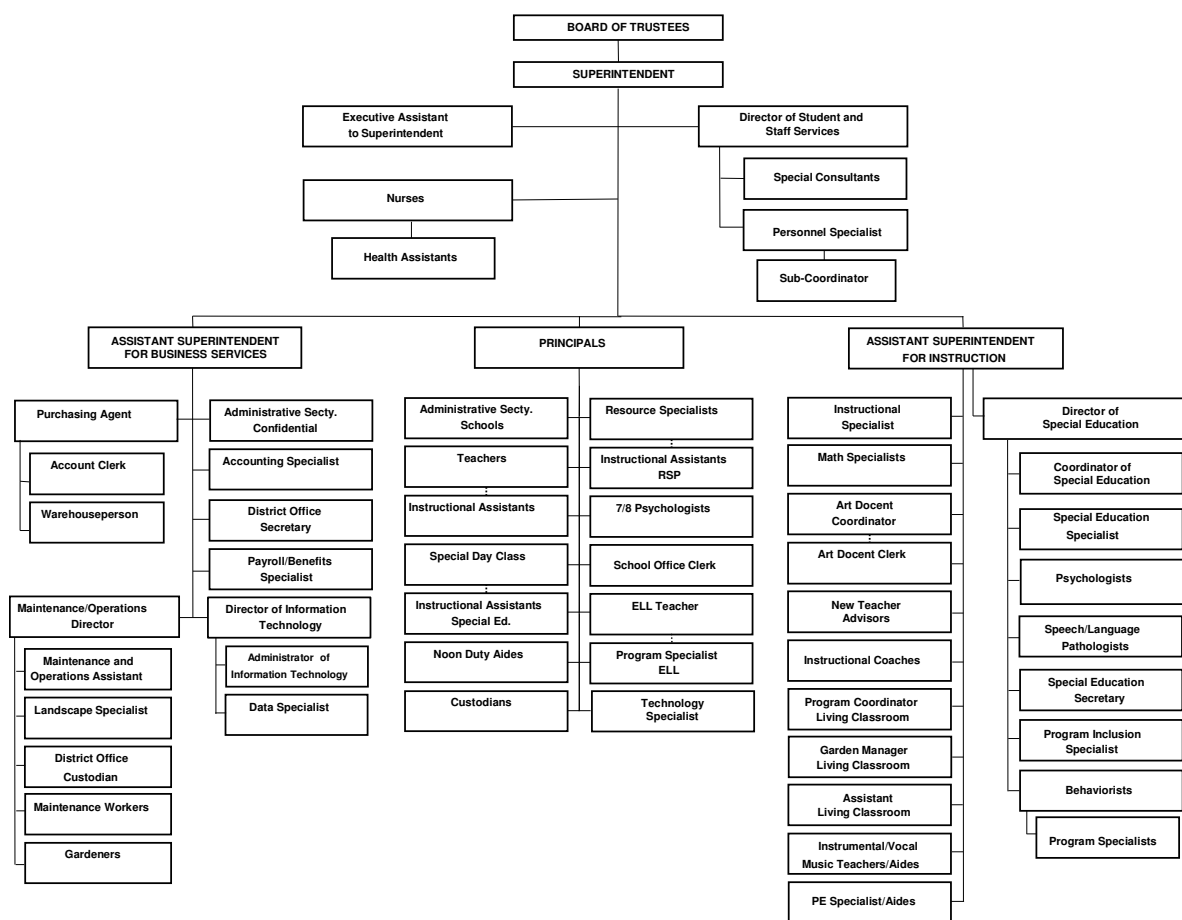 BOARD OF TRUSTEES
SUPERINTENDENT
Executive Assistant
to Superintendent
Director of Student and
Staff Services
Special Consultants
Nurses
Personnel Specialist
Health Assistants
Sub-Coordinator
ASSISTANT SUPERINTENDENT
FOR BUSINESS SERVICES
Purchasing Agent
Account Clerk
Warehouseperson
Administrative Secty.
Confidential
Accounting Specialist
District Office
Secretary
Payroll/Benefits
Specialist
Maintenance/Operations
Director
Maintenance and
Operations Assistant
Landscape Specialist
District Office
Custodian
Maintenance Workers
Gardeners
Director of Information
Technology
Administrator of
Information Technology
Data Specialist
PRINCIPALS
Administrative Secty.
Schools
Teachers
Instructional Assistants
Special Day Class
Instructional Assistants
Special Ed.
Noon Duty Aides
Custodians
Resource Specialists
Instructional Assistants
RSP
7/8 Psychologists
School Office Clerk
ELL Teacher
Program Specialist
ELL
Technology
Specialist
ASSISTANT SUPERINTENDENT
FOR INSTRUCTION
Instructional
Specialist
Math Specialists
Art Docent
Coordinator
Art Docent Clerk
New Teacher
Advisors
Instructional Coaches
Program Coordinator
Living Classroom
Garden Manager
Living Classroom
Assistant
Living Classroom
Instrumental/Vocal
Music Teachers/Aides
PE Specialist/Aides
Director of
Special Education
Coordinator of
Special Education
Special Education
Specialist
Psychologists
Speech/Language
Pathologists
Special Education
Secretary
Program Inclusion
Specialist
Behaviorists
Program Specialists